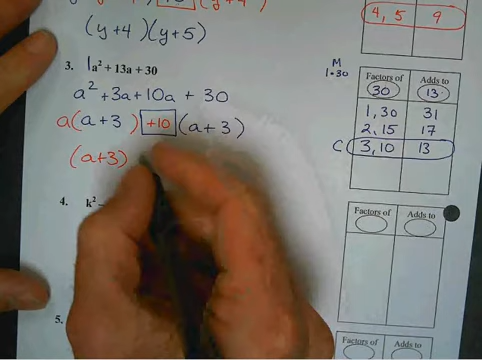 (y+4)(y+5)
4, 5 9
3. 1a² + 13a + 30
a² + 3a + 10a + 30
a(a+3) +10 (a+3)
(a+3)
M
1·30
Factors of Adds to
30 13
1, 30 31
2, 15 17
C 3, 10 13
4. k² –
Factors of Adds to
5.
Factors of Adds to